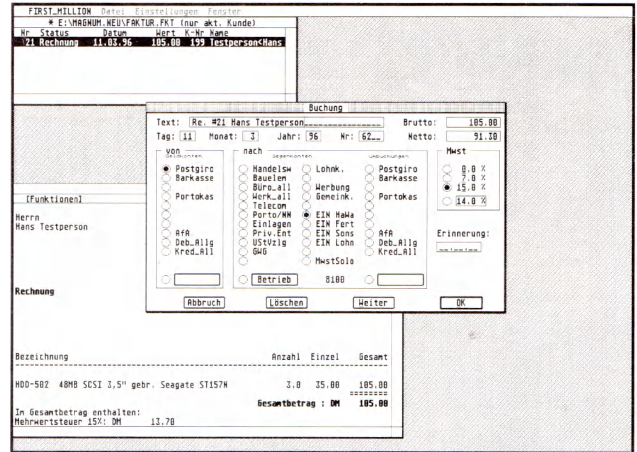 FIRST_MILLION Datei Einstellungen Fenster
* E:\MAGNUM.NEU\FAKTUR.FKT (nur akt. Kunde)
Nr Status Datum Wert K-Nr Name
21 Rechnung 11.03.96 105.00 199 Testperson<Hans
Buchung
Text: Re. #21 Hans Testperson
Brutto: 105.00
Tag: 11 Monat: 3 Jahr: 96 Nr: 62
Netto: 91.30
von
Geldkonten
Postgiro
Barkasse
Portokas
AfA
Deb_Allg
Kred_All
nach
Gegenkonten
Handelsw
Bauelem
Büro_all
Werk_all
Telecom
Porto/NN
Einlagen
Priv.Ent
UStVzlg
GWG
Betrieb
Lohnk.
Werbung
Gemeink.
EIN HaWa
EIN Fert
EIN Sons
EIN Lohn
MwstSolo
8100
Umbuchungen
Postgiro
Barkasse
Portokas
AfA
Deb_Allg
Kred_All
Mwst
0.0 %
7.0 %
15.0 %
14.0 %
Erinnerung:
Abbruch Löschen Weiter OK
[Funktionen]
Herrn
Hans Testperson
Rechnung
Bezeichnung Anzahl Einzel Gesamt
HDD-502 48MB SCSI 3,5" gebr. Seagate ST157N 3.0 35.00 105.00
Gesamtbetrag : DM 105.00
Im Gesamtbetrag enthalten:
Mehrwertsteuer 15%: DM 13.70